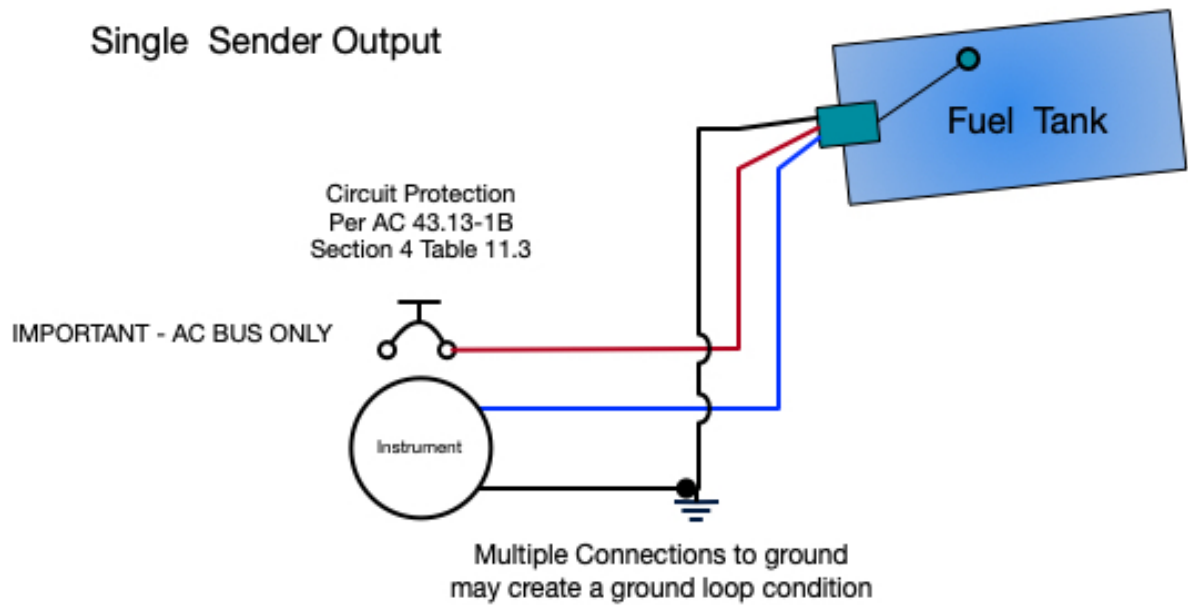 Single Sender Output
Fuel Tank
Circuit Protection
Per AC 43.13-1B
Section 4 Table 11.3
IMPORTANT - AC BUS ONLY
Instrument
Multiple Connections to ground
may create a ground loop condition